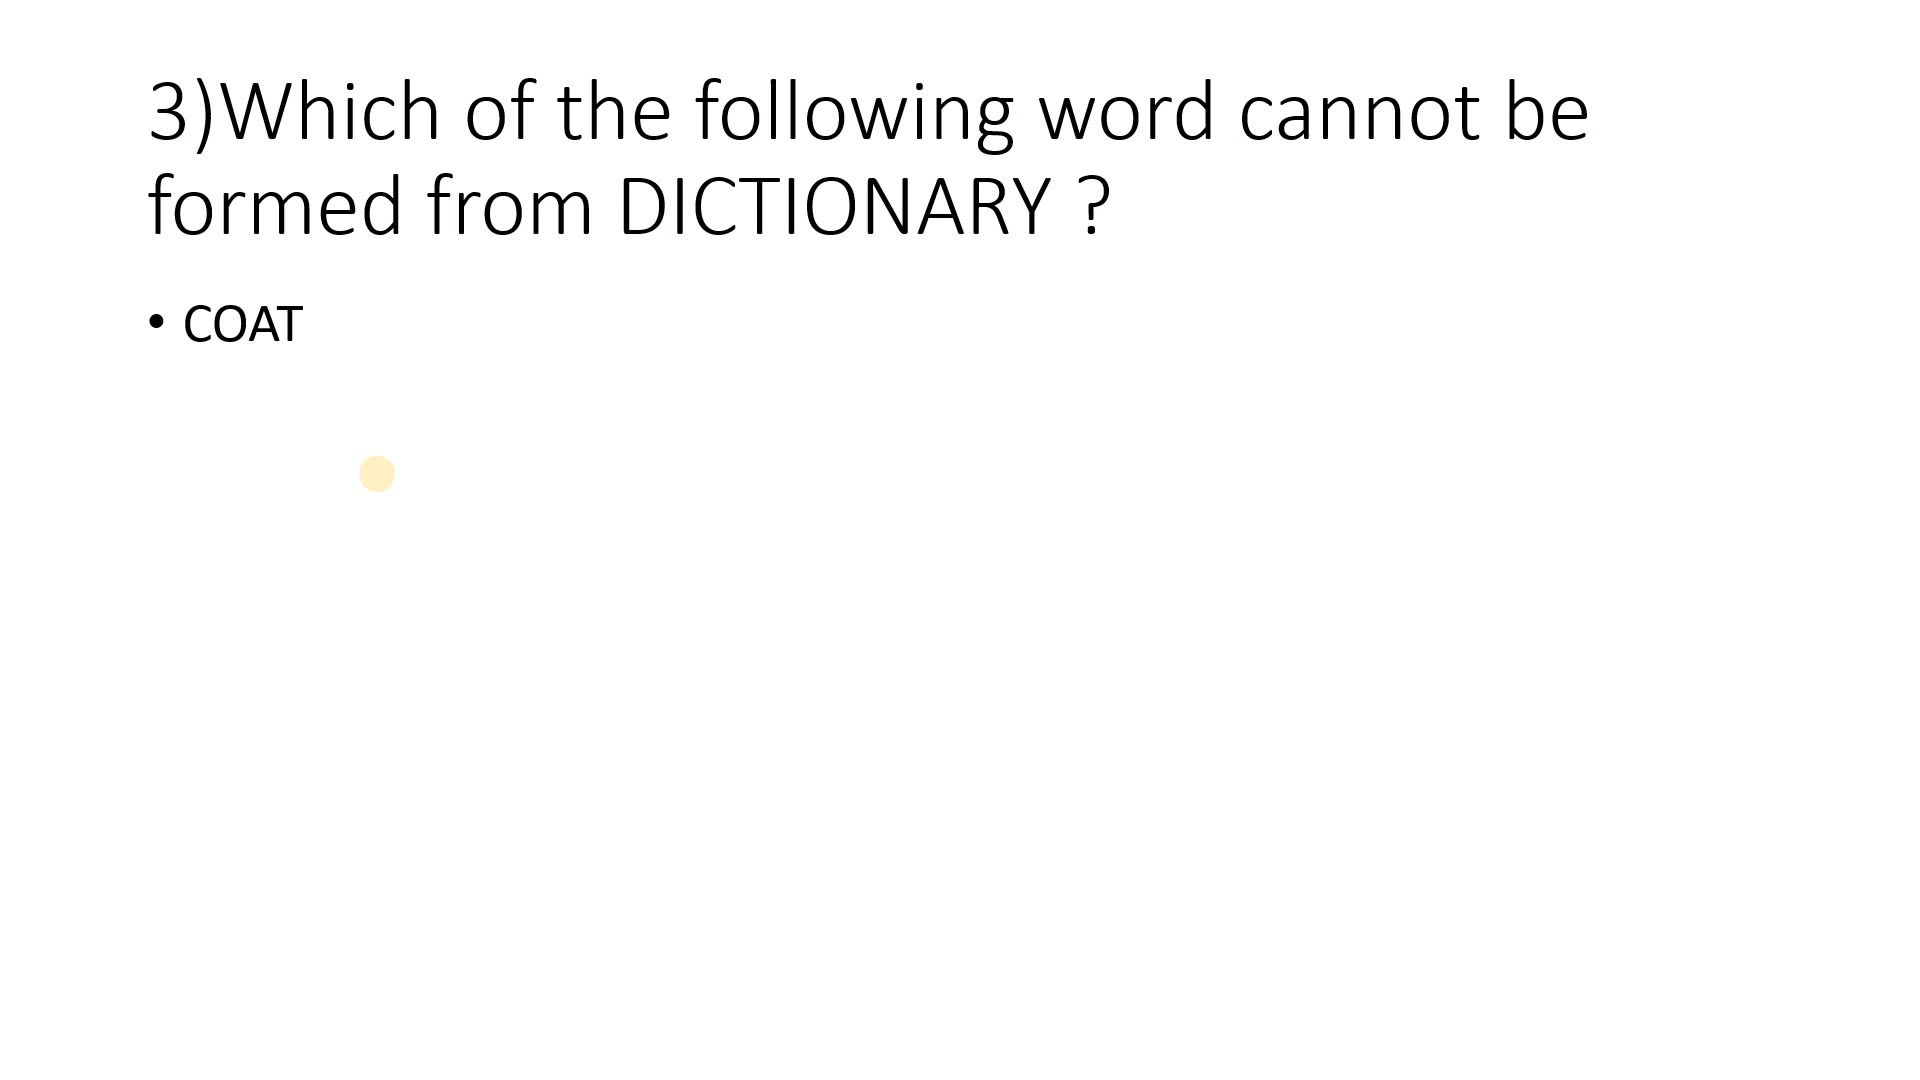 3)Which of the following word cannot be
formed from DICTIONARY ?
• COAT